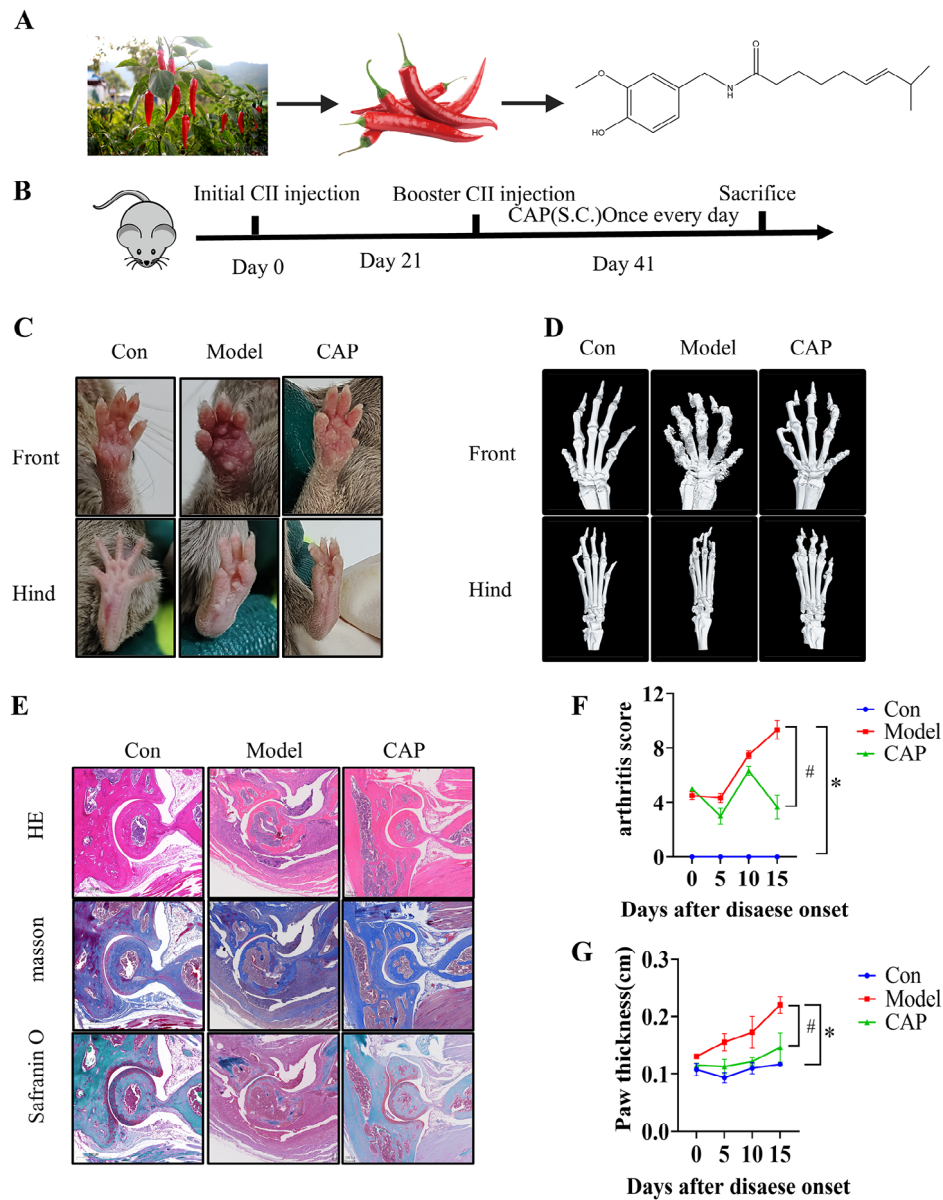 A
O
O
N
H
HO
B
Initial CII injection
Booster CII injection
Sacrifice
CAP(S.C.)Once every day
Day 0
Day 21
Day 41
C
Con Model CAP
Front
Hind
D
Con Model CAP
Front
Hind
E
Con Model CAP
HE
masson
Safranin O
F
arthritis score
12
8
4
0
0 5 10 15
Days after disaese onset
Con
Model
CAP
#
*
G
Paw thickness(cm)
0.3
0.2
0.1
0.0
0 5 10 15
Days after disaese onset
Con
Model
CAP
#
*